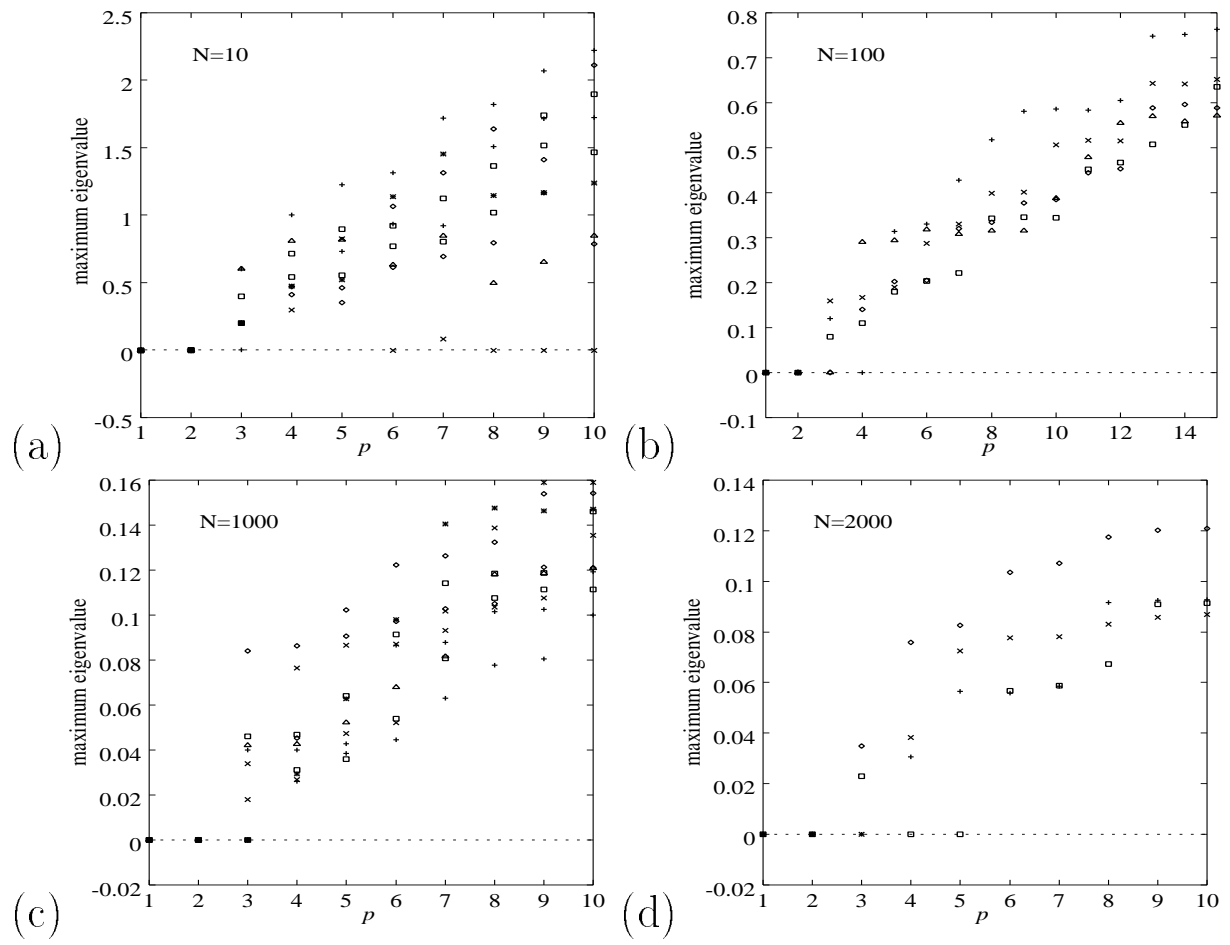 2.5
2
1.5
1
0.5
0
-0.5
maximum eigenvalue
N=10
1 2 3 4 5 6 7 8 9 10
p
(a)
0.8
0.7
0.6
0.5
0.4
0.3
0.2
0.1
0
-0.1
maximum eigenvalue
N=100
2 4 6 8 10 12 14
p
(b)
0.16
0.14
0.12
0.1
0.08
0.06
0.04
0.02
0
-0.02
maximum eigenvalue
N=1000
1 2 3 4 5 6 7 8 9 10
p
(c)
0.14
0.12
0.1
0.08
0.06
0.04
0.02
0
-0.02
maximum eigenvalue
N=2000
1 2 3 4 5 6 7 8 9 10
p
(d)